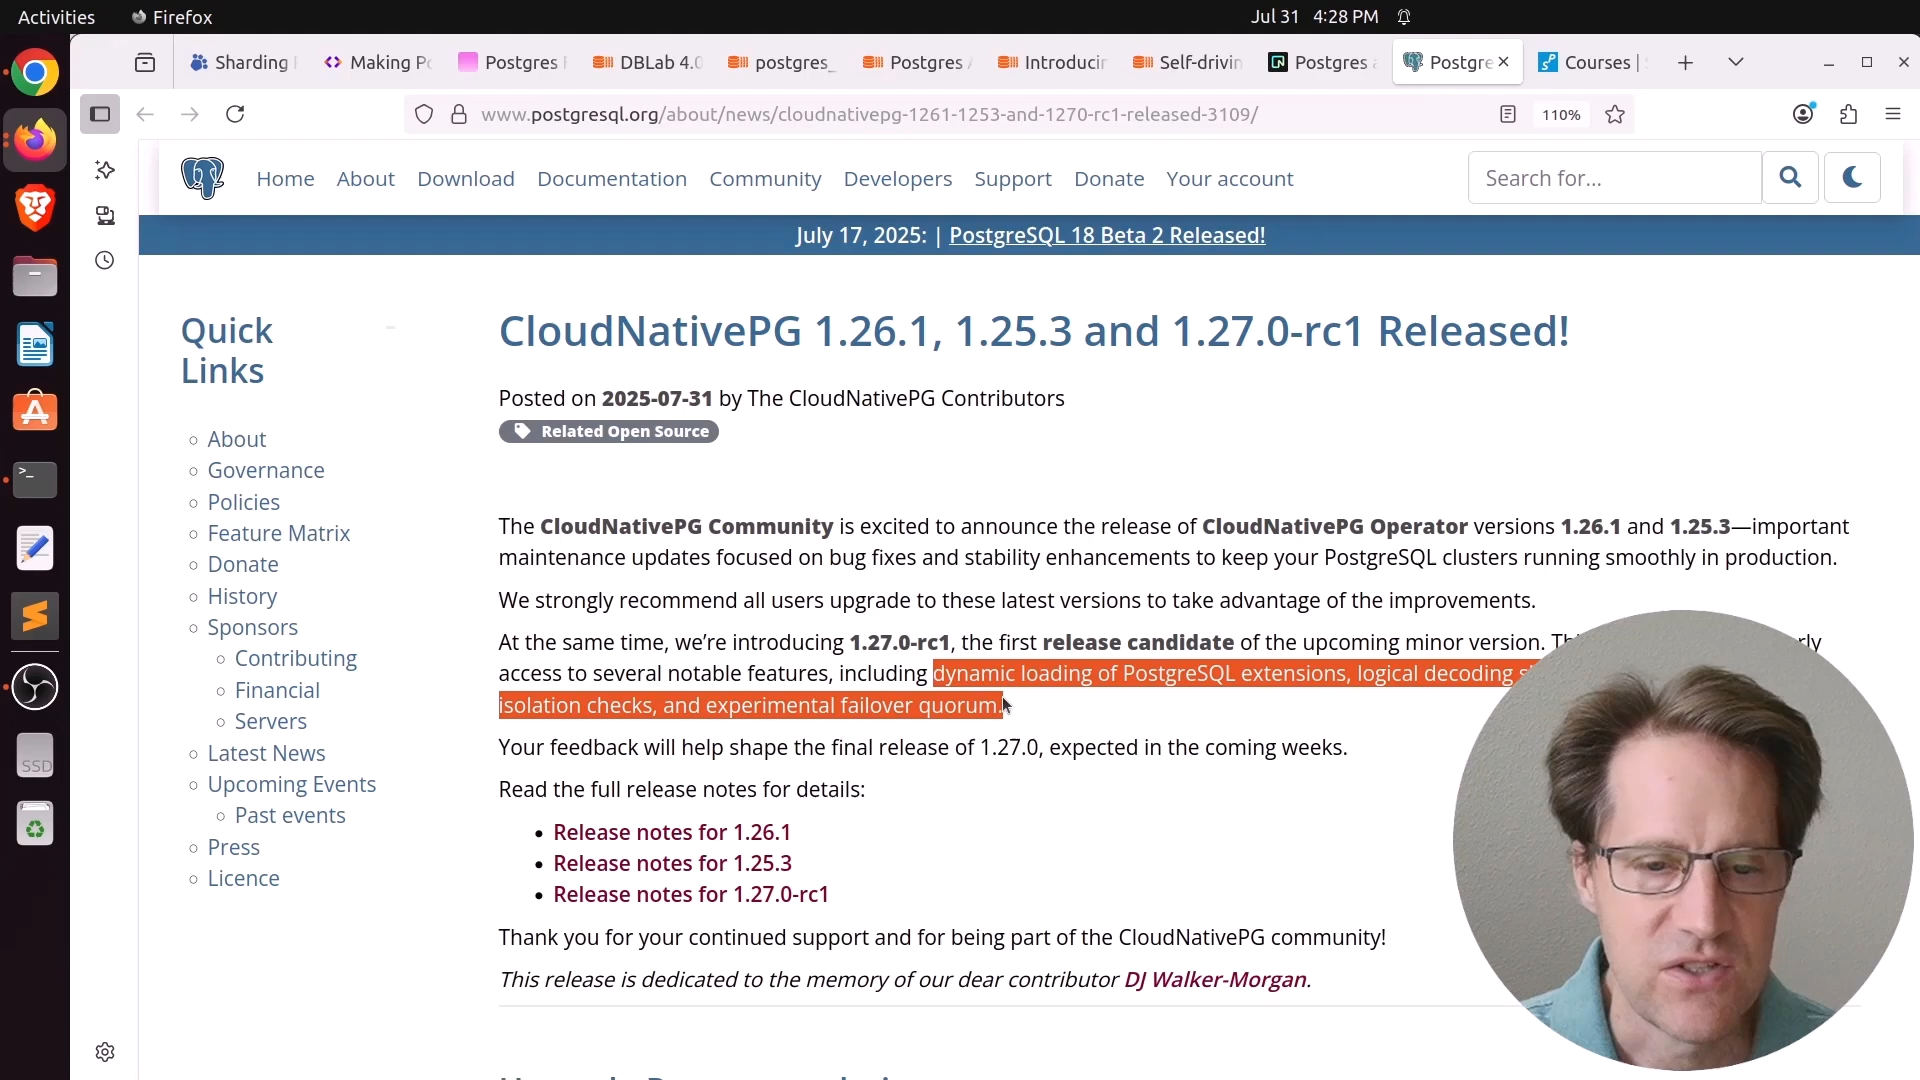 Activities
Firefox
Jul 31 4:28 PM
Sharding
Making Po
Postgres
DBLab 4.0
postgres_
Postgres
Introducin
Self-drivin
Postgres a
Postgre
Courses |
www.postgresql.org/about/news/cloudnativepg-1261-1253-and-1270-rc1-released-3109/
110%
Home
About
Download
Documentation
Community
Developers
Support
Donate
Your account
Search for...
July 17, 2025: | PostgreSQL 18 Beta 2 Released!
Quick
Links
About
Governance
Policies
Feature Matrix
Donate
History
Sponsors
Contributing
Financial
Servers
Latest News
Upcoming Events
Past events
Press
Licence
SSD
CloudNativePG 1.26.1, 1.25.3 and 1.27.0-rc1 Released!
Posted on 2025-07-31 by The CloudNativePG Contributors
Related Open Source
The CloudNativePG Community is excited to announce the release of CloudNativePG Operator versions 1.26.1 and 1.25.3—important
maintenance updates focused on bug fixes and stability enhancements to keep your PostgreSQL clusters running smoothly in production.
We strongly recommend all users upgrade to these latest versions to take advantage of the improvements.
At the same time, we’re introducing 1.27.0-rc1, the first release candidate of the upcoming minor version.
access to several notable features, including dynamic loading of PostgreSQL extensions, logical decoding
isolation checks, and experimental failover quorum.
Your feedback will help shape the final release of 1.27.0, expected in the coming weeks.
Read the full release notes for details:
Release notes for 1.26.1
Release notes for 1.25.3
Release notes for 1.27.0-rc1
Thank you for your continued support and for being part of the CloudNativePG community!
This release is dedicated to the memory of our dear contributor DJ Walker-Morgan.